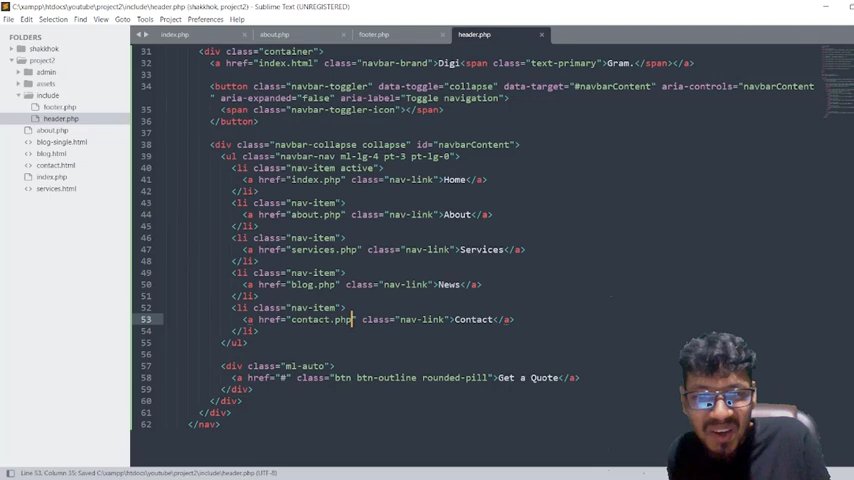 C:\xampp\htdocs\youtube\project2\include\header.php (shakkhok, project2) - Sublime Text (UNREGISTERED)
File Edit Selection Find View Goto Tools Project Preferences Help
FOLDERS
shakkhok
project2
admin
assets
include
footer.php
header.php
about.php
blog-single.html
blog.html
contact.html
index.php
services.html
index.php about.php footer.php header.php
31 <div class="container">
32 <a href="index.html" class="navbar-brand">Digi<span class="text-primary">Gram.</span></a>
33
34 <button class="navbar-toggler" data-toggle="collapse" data-target="#navbarContent" aria-controls="navbarContent
" aria-expanded="false" aria-label="Toggle navigation">
35 <span class="navbar-toggler-icon"></span>
36 </button>
37
38 <div class="navbar-collapse collapse" id="navbarContent">
39 <ul class="navbar-nav ml-lg-4 pt-3 pt-lg-0">
40 <li class="nav-item active">
41 <a href="index.php" class="nav-link">Home</a>
42 </li>
43 <li class="nav-item">
44 <a href="about.php" class="nav-link">About</a>
45 </li>
46 <li class="nav-item">
47 <a href="services.php" class="nav-link">Services</a>
48 </li>
49 <li class="nav-item">
50 <a href="blog.php" class="nav-link">News</a>
51 </li>
52 <li class="nav-item">
53 <a href="contact.php" class="nav-link">Contact</a>
54 </li>
55 </ul>
56
57 <div class="ml-auto">
58 <a href="#" class="btn btn-outline rounded-pill">Get a Quote</a>
59 </div>
60 </div>
61 </div>
62 </nav>
Line 53, Column 35; Saved C:\xampp\htdocs\youtube\project2\include\header.php (UTF-8)